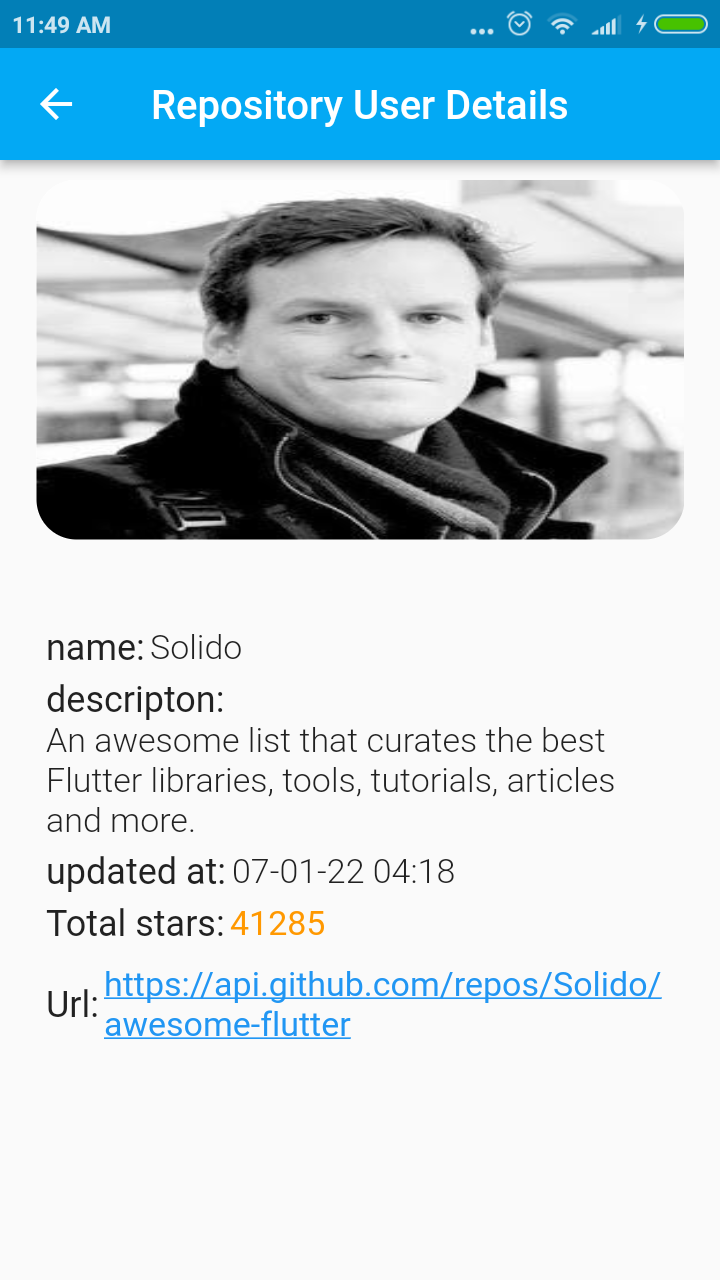 11:49 AM
Repository User Details
name: Solido
descripton:
An awesome list that curates the best
Flutter libraries, tools, tutorials, articles
and more.
updated at: 07-01-22 04:18
Total stars: 41285
Url: https://api.github.com/repos/Solido/
awesome-flutter